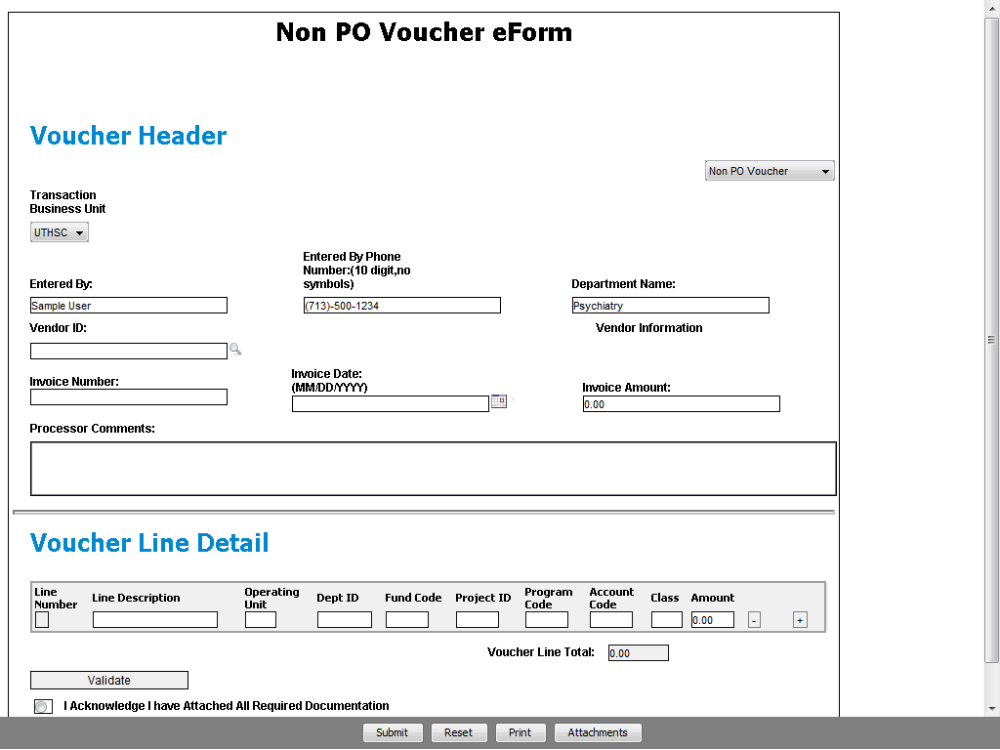 Non PO Voucher eForm
Voucher Header
Non PO Voucher
Transaction
Business Unit
UTHSC
Entered By Phone
Number:(10 digit,no
symbols)
Entered By:
Department Name:
Sample User
(713)-500-1234
Psychiatry
Vendor ID:
Vendor Information
Invoice Number:
Invoice Date:
(MM/DD/YYYY)
Invoice Amount:
0.00
Processor Comments:
Voucher Line Detail
Line
Number
Line Description
Operating
Unit
Dept ID
Fund Code
Project ID
Program
Code
Account
Code
Class
Amount
0.00
-
+
Voucher Line Total:
0.00
Validate
I Acknowledge I have Attached All Required Documentation
Submit
Reset
Print
Attachments